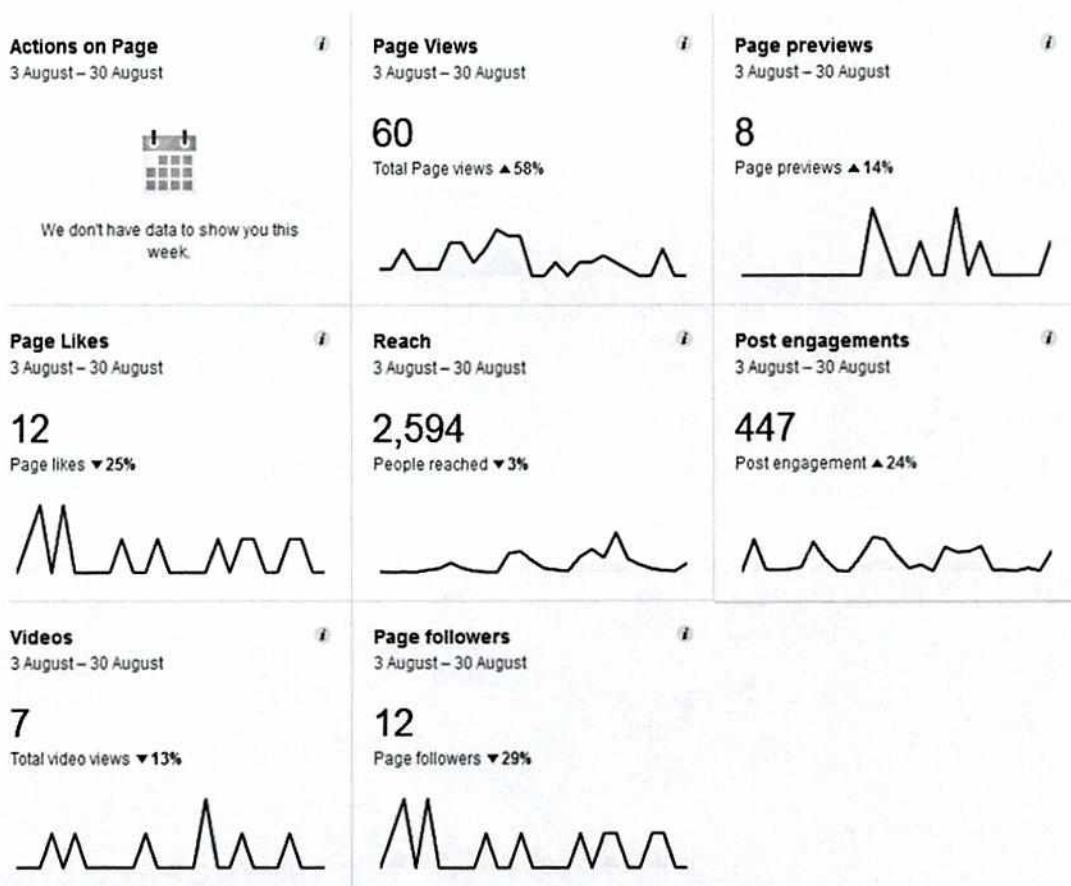 Actions on Page
3 August – 30 August
We don't have data to show you this
week.
Page Views
3 August – 30 August
60
Total Page views ▲58%
Page previews
3 August – 30 August
8
Page previews ▲14%
Page Likes
3 August – 30 August
12
Page likes ▼25%
Reach
3 August – 30 August
2,594
People reached ▼3%
Post engagements
3 August – 30 August
447
Post engagement ▲24%
Videos
3 August – 30 August
7
Total video views ▼13%
Page followers
3 August – 30 August
12
Page followers ▼29%